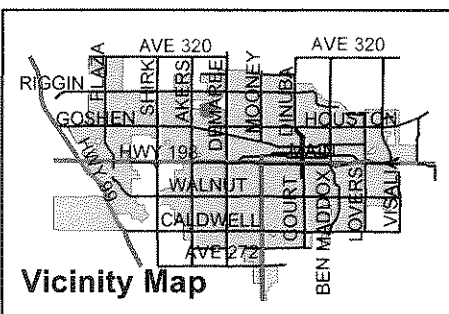 AVE 320
AVE 320
RIGGIN
PLAZA
SHIRK
AKERS
DEMAREE
MOONEY
DINUBA
GOSHEN
HOUSTON
HWY 99
HWY 198
MAIN
WALNUT
COURT
BEN MADDOX
LOVERS
VISALIA
CALDWELL
AVE 272
Vicinity Map